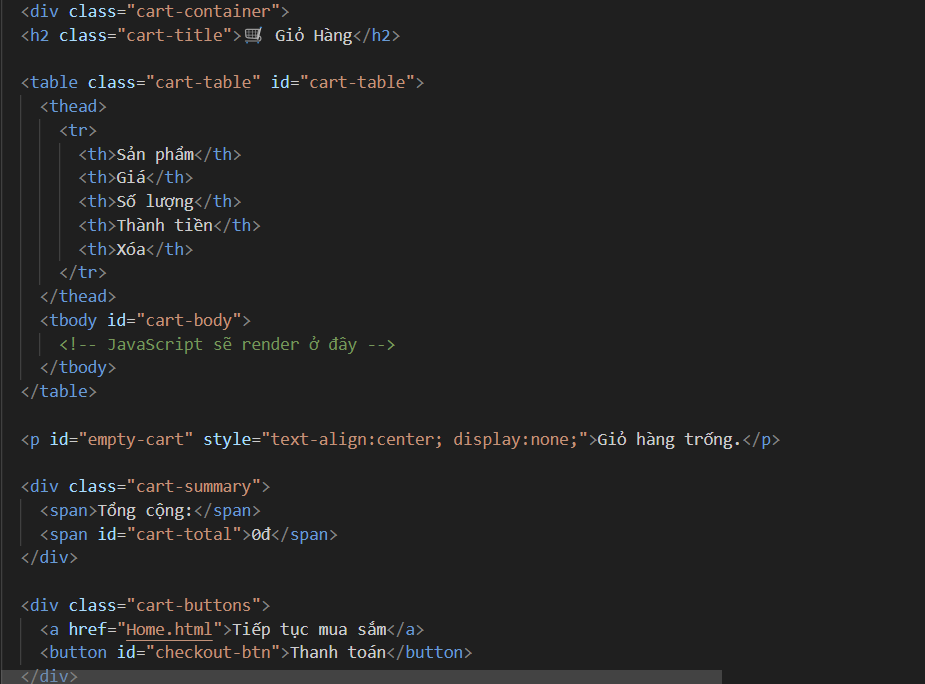 <div class="cart-container">
<h2 class="cart-title">🛒 Giỏ Hàng</h2>
<table class="cart-table" id="cart-table">
<thead>
<tr>
<th>Sản phẩm</th>
<th>Giá</th>
<th>Số lượng</th>
<th>Thành tiền</th>
<th>Xóa</th>
</tr>
</thead>
<tbody id="cart-body">
<!-- JavaScript sẽ render ở đây -->
</tbody>
</table>
<p id="empty-cart" style="text-align:center; display:none;">Giỏ hàng trống.</p>
<div class="cart-summary">
<span>Tổng cộng:</span>
<span id="cart-total">0đ</span>
</div>
<div class="cart-buttons">
<a href="Home.html">Tiếp tục mua sắm</a>
<button id="checkout-btn">Thanh toán</button>
</div>